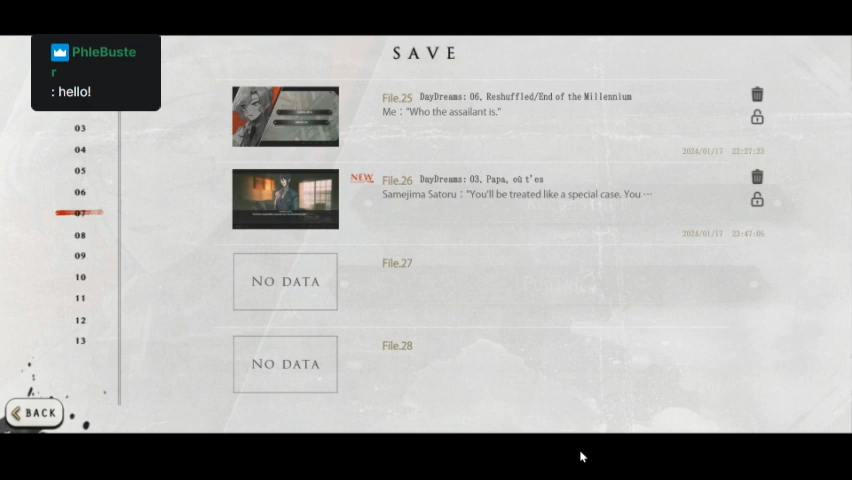 SAVE
PhleBuste
r
: hello!
03
04
05
06
07
08
09
10
11
12
13
File.25 DayDreams: 06, Reshuffled/End of the Millennium
Me : "Who the assailant is."
2024/01/17 22:27:33
NEW File.26 DayDreams: 03, Papa, où t'es
Samejima Satoru : "You'll be treated like a special case. You ···
2024/01/17 23:47:05
NO DATA
File.27
NO DATA
File.28
BACK